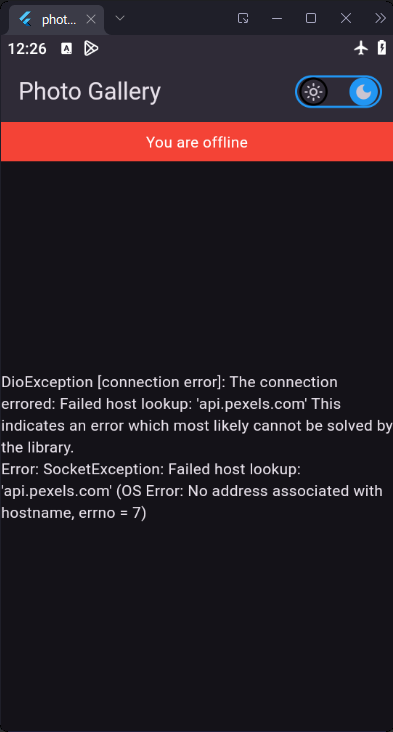 phot...
12:26
Photo Gallery
You are offline
DioException [connection error]: The connection
errored: Failed host lookup: 'api.pexels.com' This
indicates an error which most likely cannot be solved by
the library.
Error: SocketException: Failed host lookup:
'api.pexels.com' (OS Error: No address associated with
hostname, errno = 7)